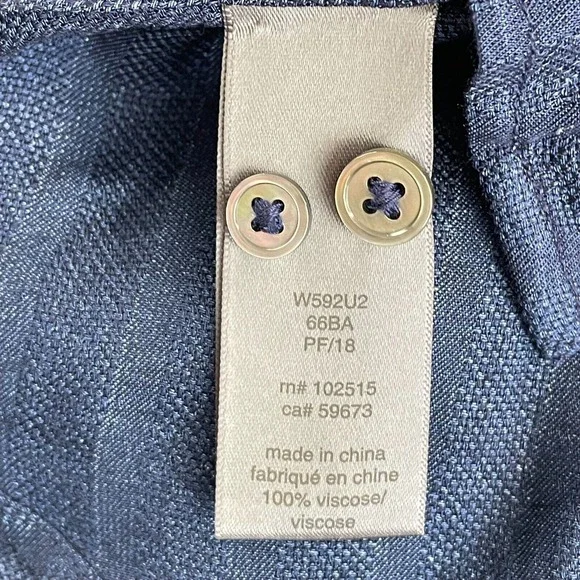 W592U2
66BA
PF/18
rn# 102515
ca# 59673
made in china
fabriqué en chine
100% viscose/
viscose